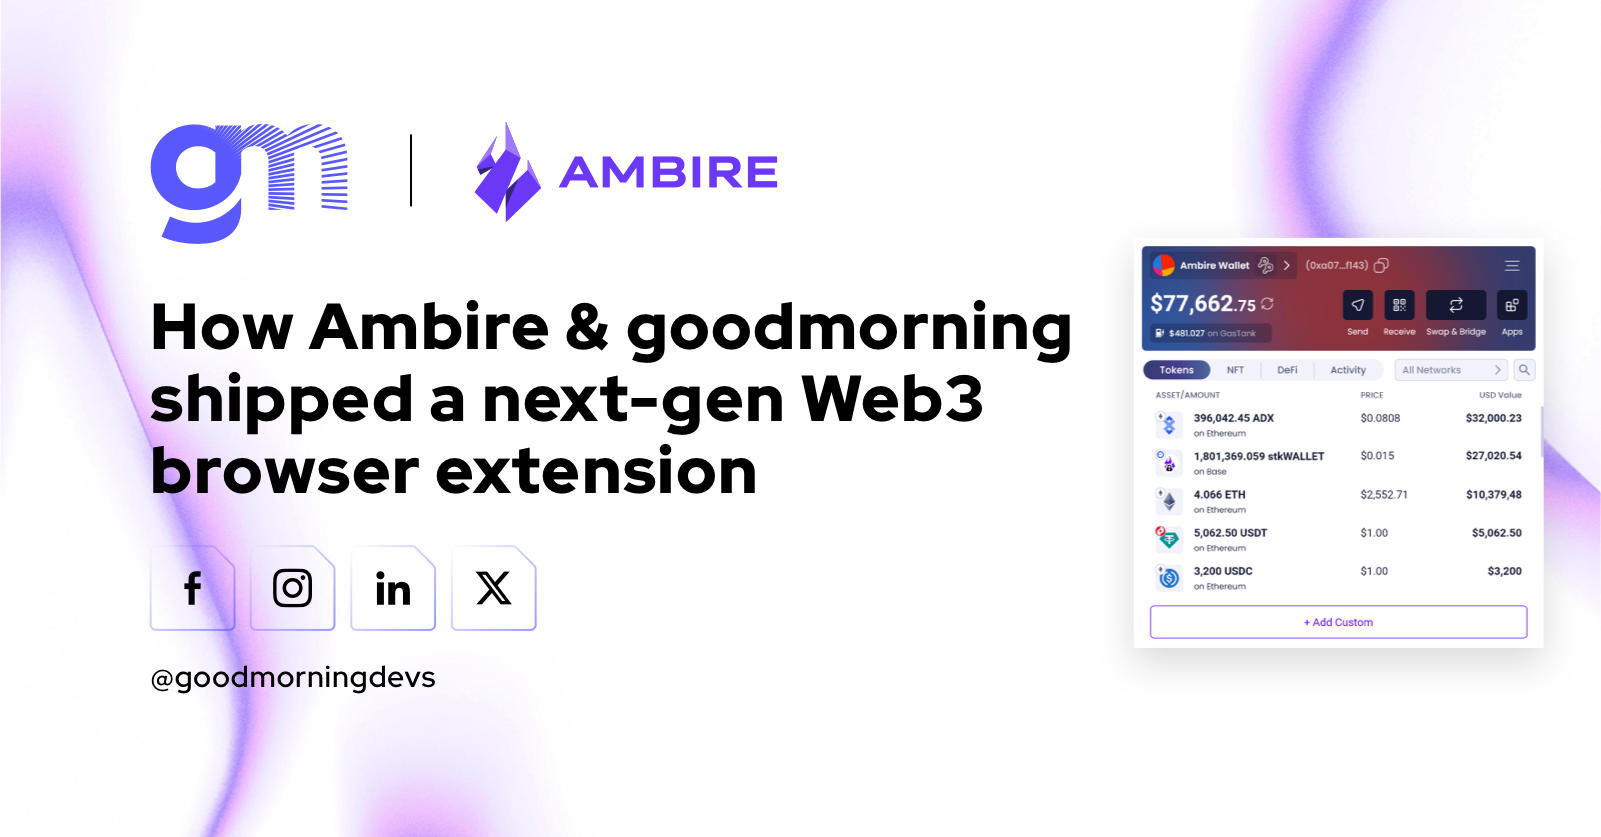 gm
AMBIRE
How Ambire & goodmorning
shipped a next-gen Web3
browser extension
@goodmorningdevs
Ambire Wallet (0xa07...f143)
$77,662.75
$481.027 on GasTank
Send Receive Swap & Bridge Apps
Tokens NFT DeFi Activity All Networks
ASSET/AMOUNT PRICE USD Value
396,042.45 ADX $0.0808 $32,000.23
on Ethereum
1,801,369.059 stkWALLET $0.015 $27,020.54
on Base
4.066 ETH $2,552.71 $10,379,48
on Ethereum
5,062.50 USDT $1.00 $5,062.50
on Ethereum
3,200 USDC $1.00 $3,200
on Ethereum
+ Add Custom